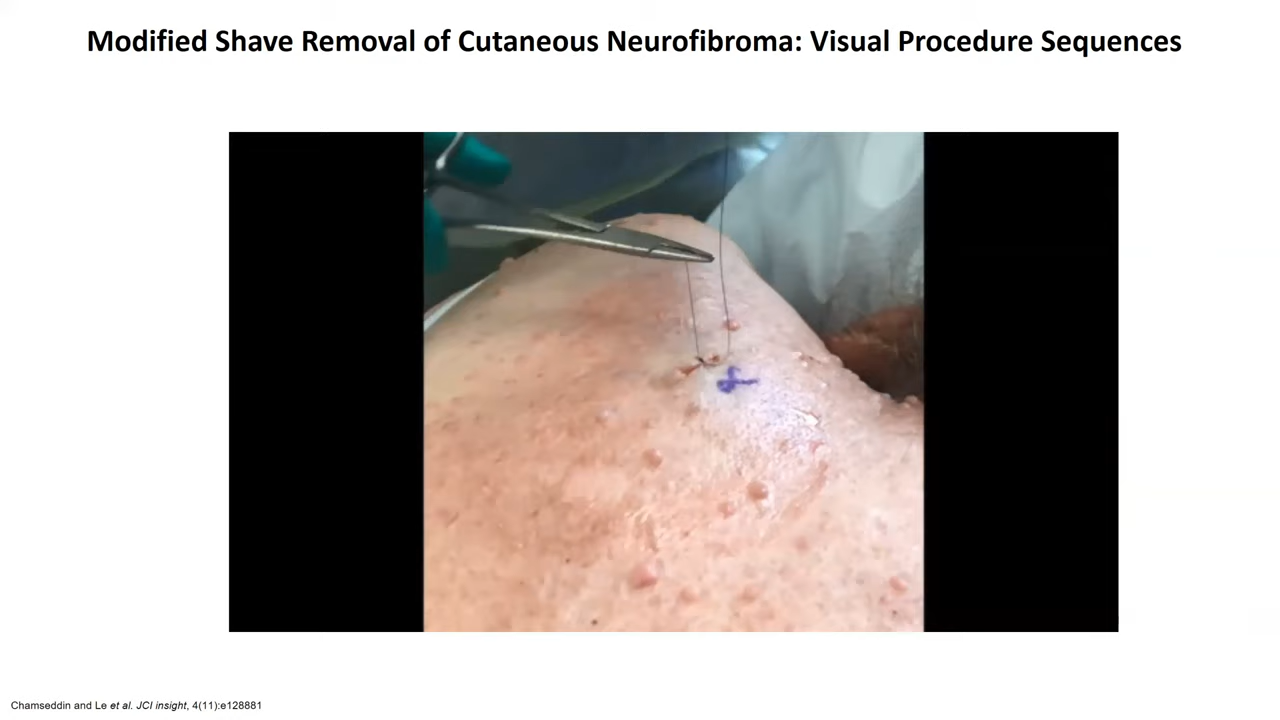 Modified Shave Removal of Cutaneous Neurofibroma: Visual Procedure Sequences
Chamseddin and Le et al. JCI insight, 4(11):e128881